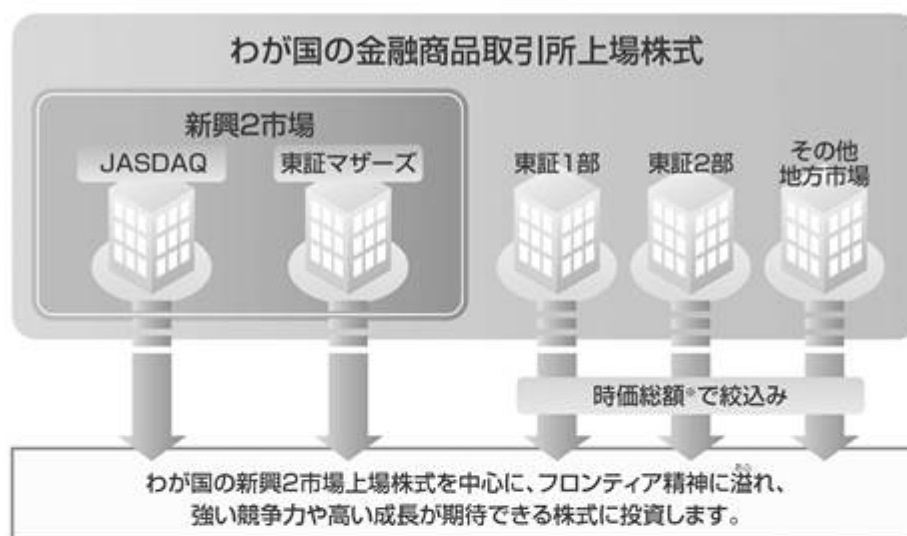 わが国の金融商品取引所上場株式
新興2市場
JASDAQ
東証マザーズ
東証1部
東証2部
その他
地方市場
時価総額※で絞込み
わが国の新興2市場上場株式を中心に、フロンティア精神に溢れ、
強い競争力や高い成長が期待できる株式に投資します。